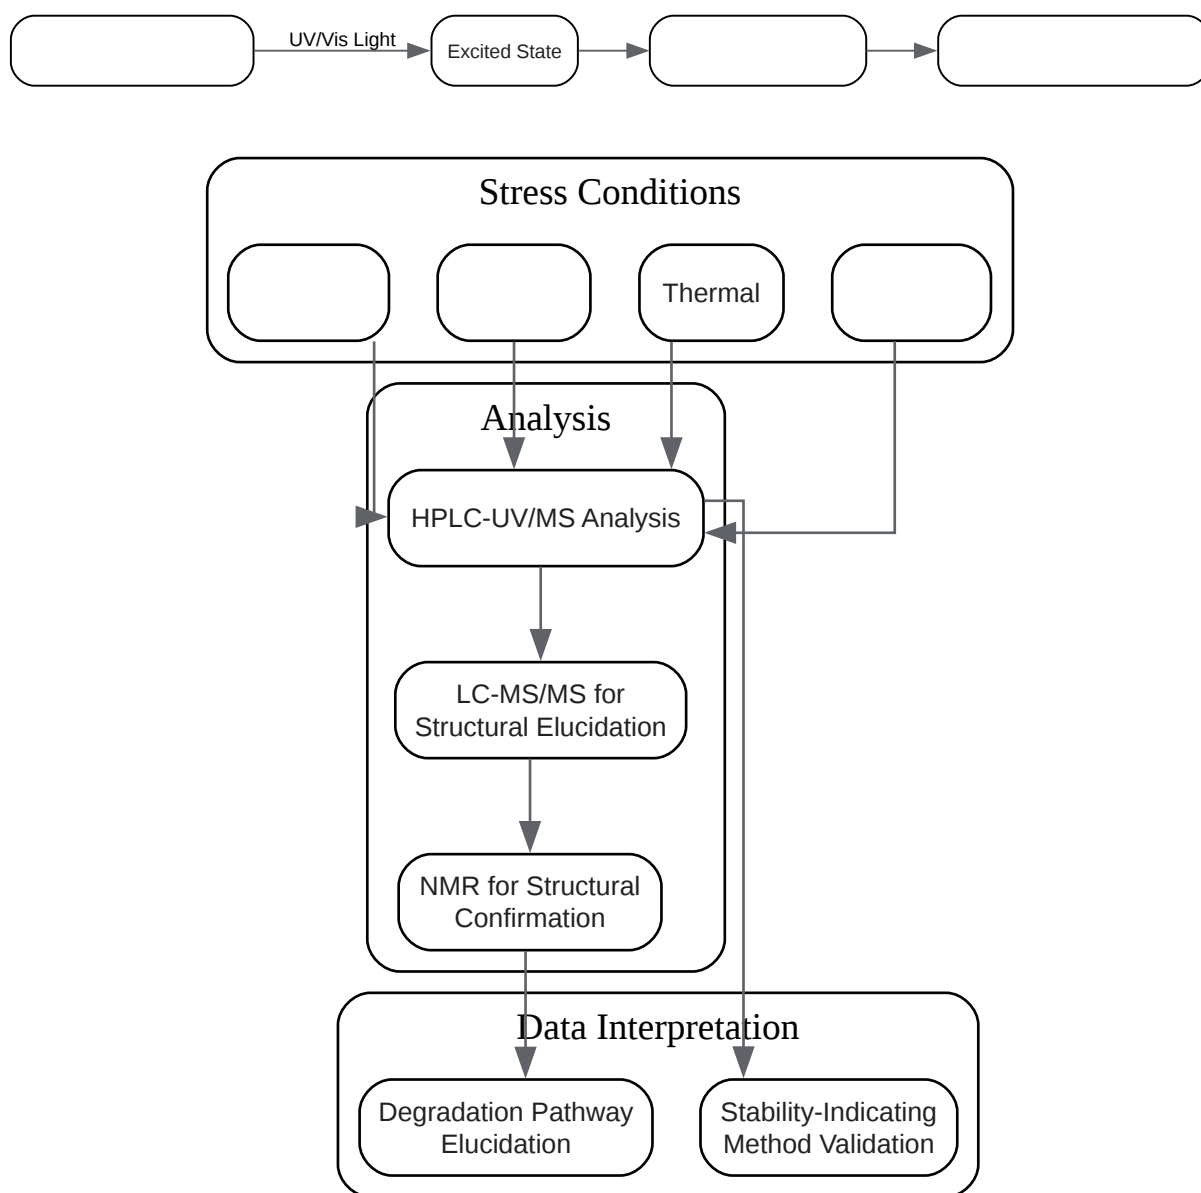 UV/Vis Light
Excited State
Stress Conditions
Thermal
Analysis
HPLC-UV/MS Analysis
LC-MS/MS for
Structural Elucidation
NMR for Structural
Confirmation
Data Interpretation
Degradation Pathway
Elucidation
Stability-Indicating
Method Validation